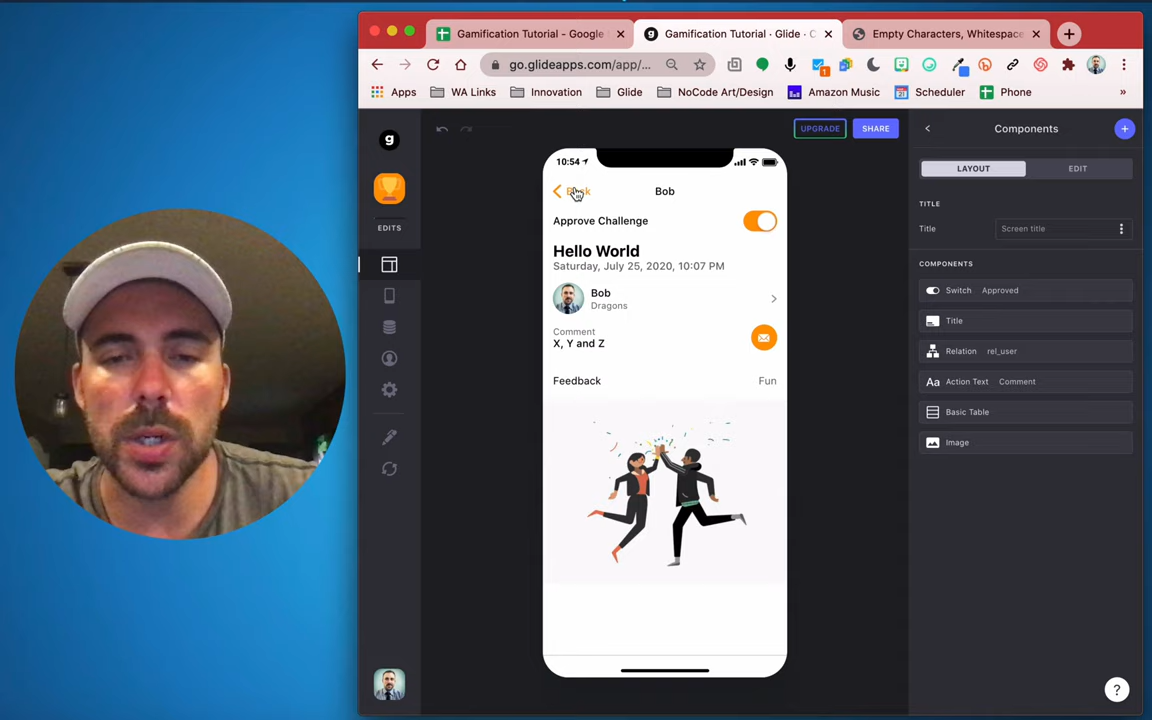 Gamification Tutorial - Google
Gamification Tutorial · Glide · C
Empty Characters, Whitespace
go.glideapps.com/app/...
1
Apps
WA Links
Innovation
Glide
NoCode Art/Design
Amazon Music
Scheduler
Phone
»
g
UPGRADE
SHARE
Components
EDITS
10:54
Back
Bob
Approve Challenge
Hello World
Saturday, July 25, 2020, 10:07 PM
Bob
Dragons
Comment
X, Y and Z
Feedback
Fun
LAYOUT
EDIT
TITLE
Title
Screen title
COMPONENTS
Switch Approved
Title
Relation rel_user
Aa Action Text Comment
Basic Table
Image
?